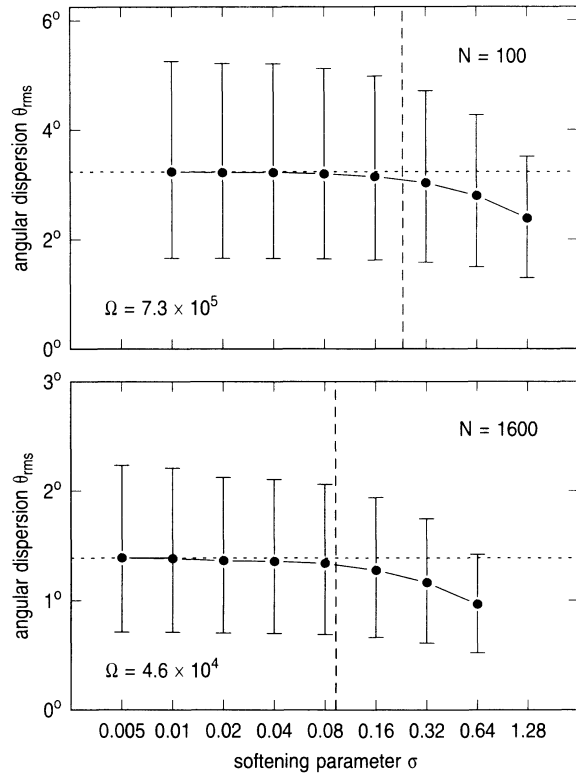 6°
N = 100
4°
angular dispersion θrms
2°
Ω = 7.3 × 10⁵
0°
3°
N = 1600
2°
angular dispersion θrms
1°
Ω = 4.6 × 10⁴
0°
0.005 0.01 0.02 0.04 0.08 0.16 0.32 0.64 1.28
softening parameter σ